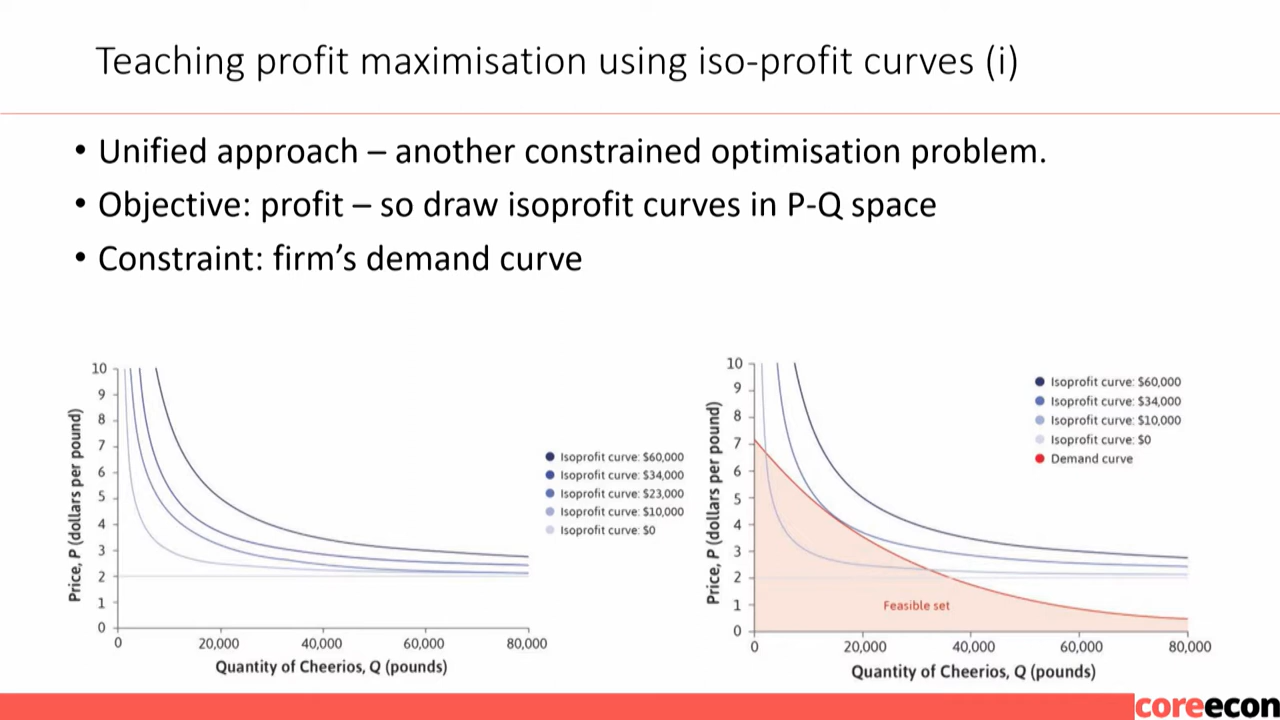 Teaching profit maximisation using iso-profit curves (i)
• Unified approach – another constrained optimisation problem.
• Objective: profit – so draw isoprofit curves in P-Q space
• Constraint: firm’s demand curve
10
9
8
7
6
5
4
3
2
1
0
Price, P (dollars per pound)
0
20,000
40,000
60,000
80,000
Quantity of Cheerios, Q (pounds)
Isoprofit curve: $60,000
Isoprofit curve: $34,000
Isoprofit curve: $23,000
Isoprofit curve: $10,000
Isoprofit curve: $0
10
9
8
7
6
5
4
3
2
1
0
Price, P (dollars per pound)
Isoprofit curve: $60,000
Isoprofit curve: $34,000
Isoprofit curve: $10,000
Isoprofit curve: $0
Demand curve
Feasible set
0
20,000
40,000
60,000
80,000
Quantity of Cheerios, Q (pounds)
coreecon